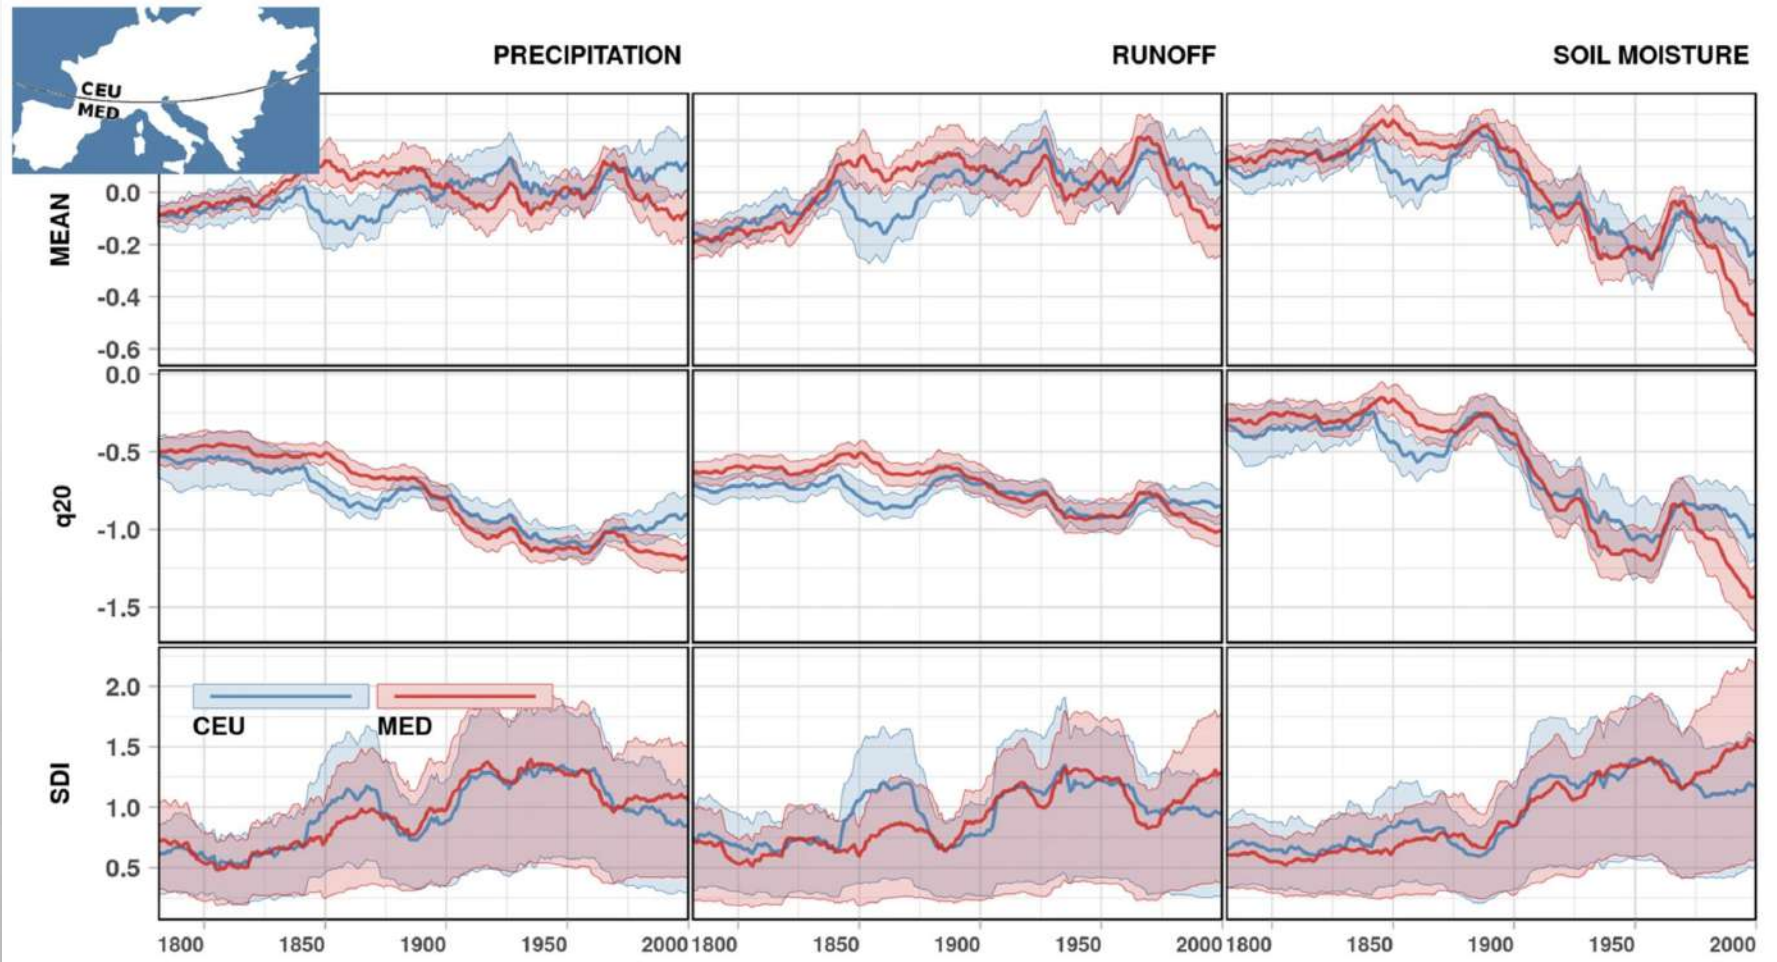 PRECIPITATION RUNOFF SOIL MOISTURE
CEU
MED
MEAN
0.0
-0.2
-0.4
-0.6
q20
0.0
-0.5
-1.0
-1.5
SDI
2.0
1.5
1.0
0.5
CEU MED
1800 1850 1900 1950 2000 1800 1850 1900 1950 2000 1800 1850 1900 1950 2000